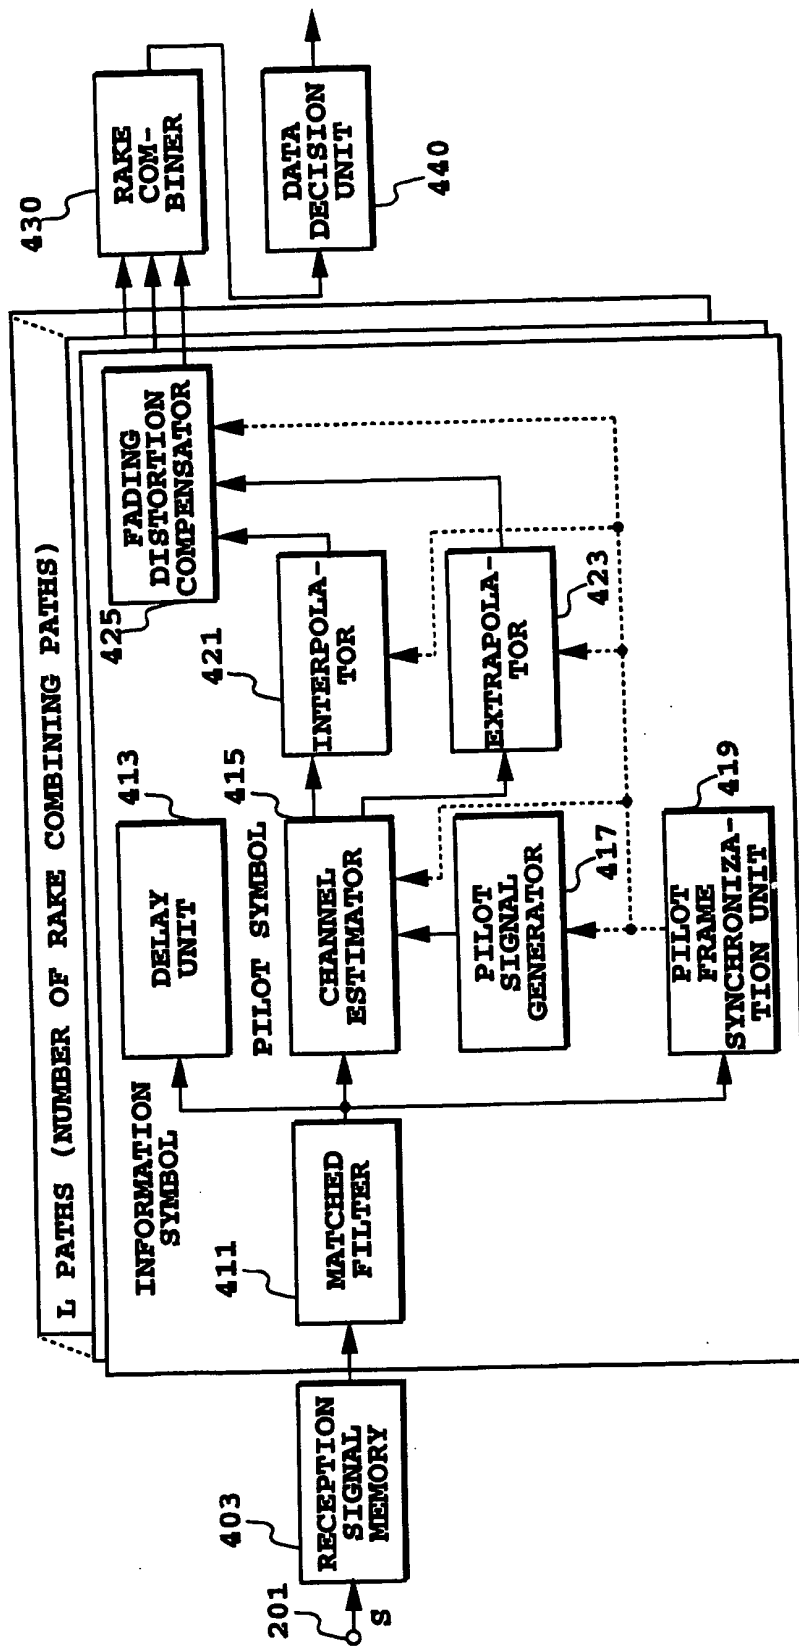 L PATHS (NUMBER OF RAKE COMBINING PATHS)
201
S
403
RECEPTION
SIGNAL
MEMORY
411
MATCHED
FILTER
INFORMATION
SYMBOL
413
DELAY
UNIT
PILOT SYMBOL
415
CHANNEL
ESTIMATOR
PILOT
SIGNAL
GENERATOR
417
PILOT
FRAME
SYNCHRONIZA-
TION UNIT
419
421
INTERPOLA-
TOR
EXTRAPOLA-
TOR
423
425
FADING
DISTORTION
COMPENSATOR
430
RAKE
COM-
BINER
DATA
DECISION
UNIT
440